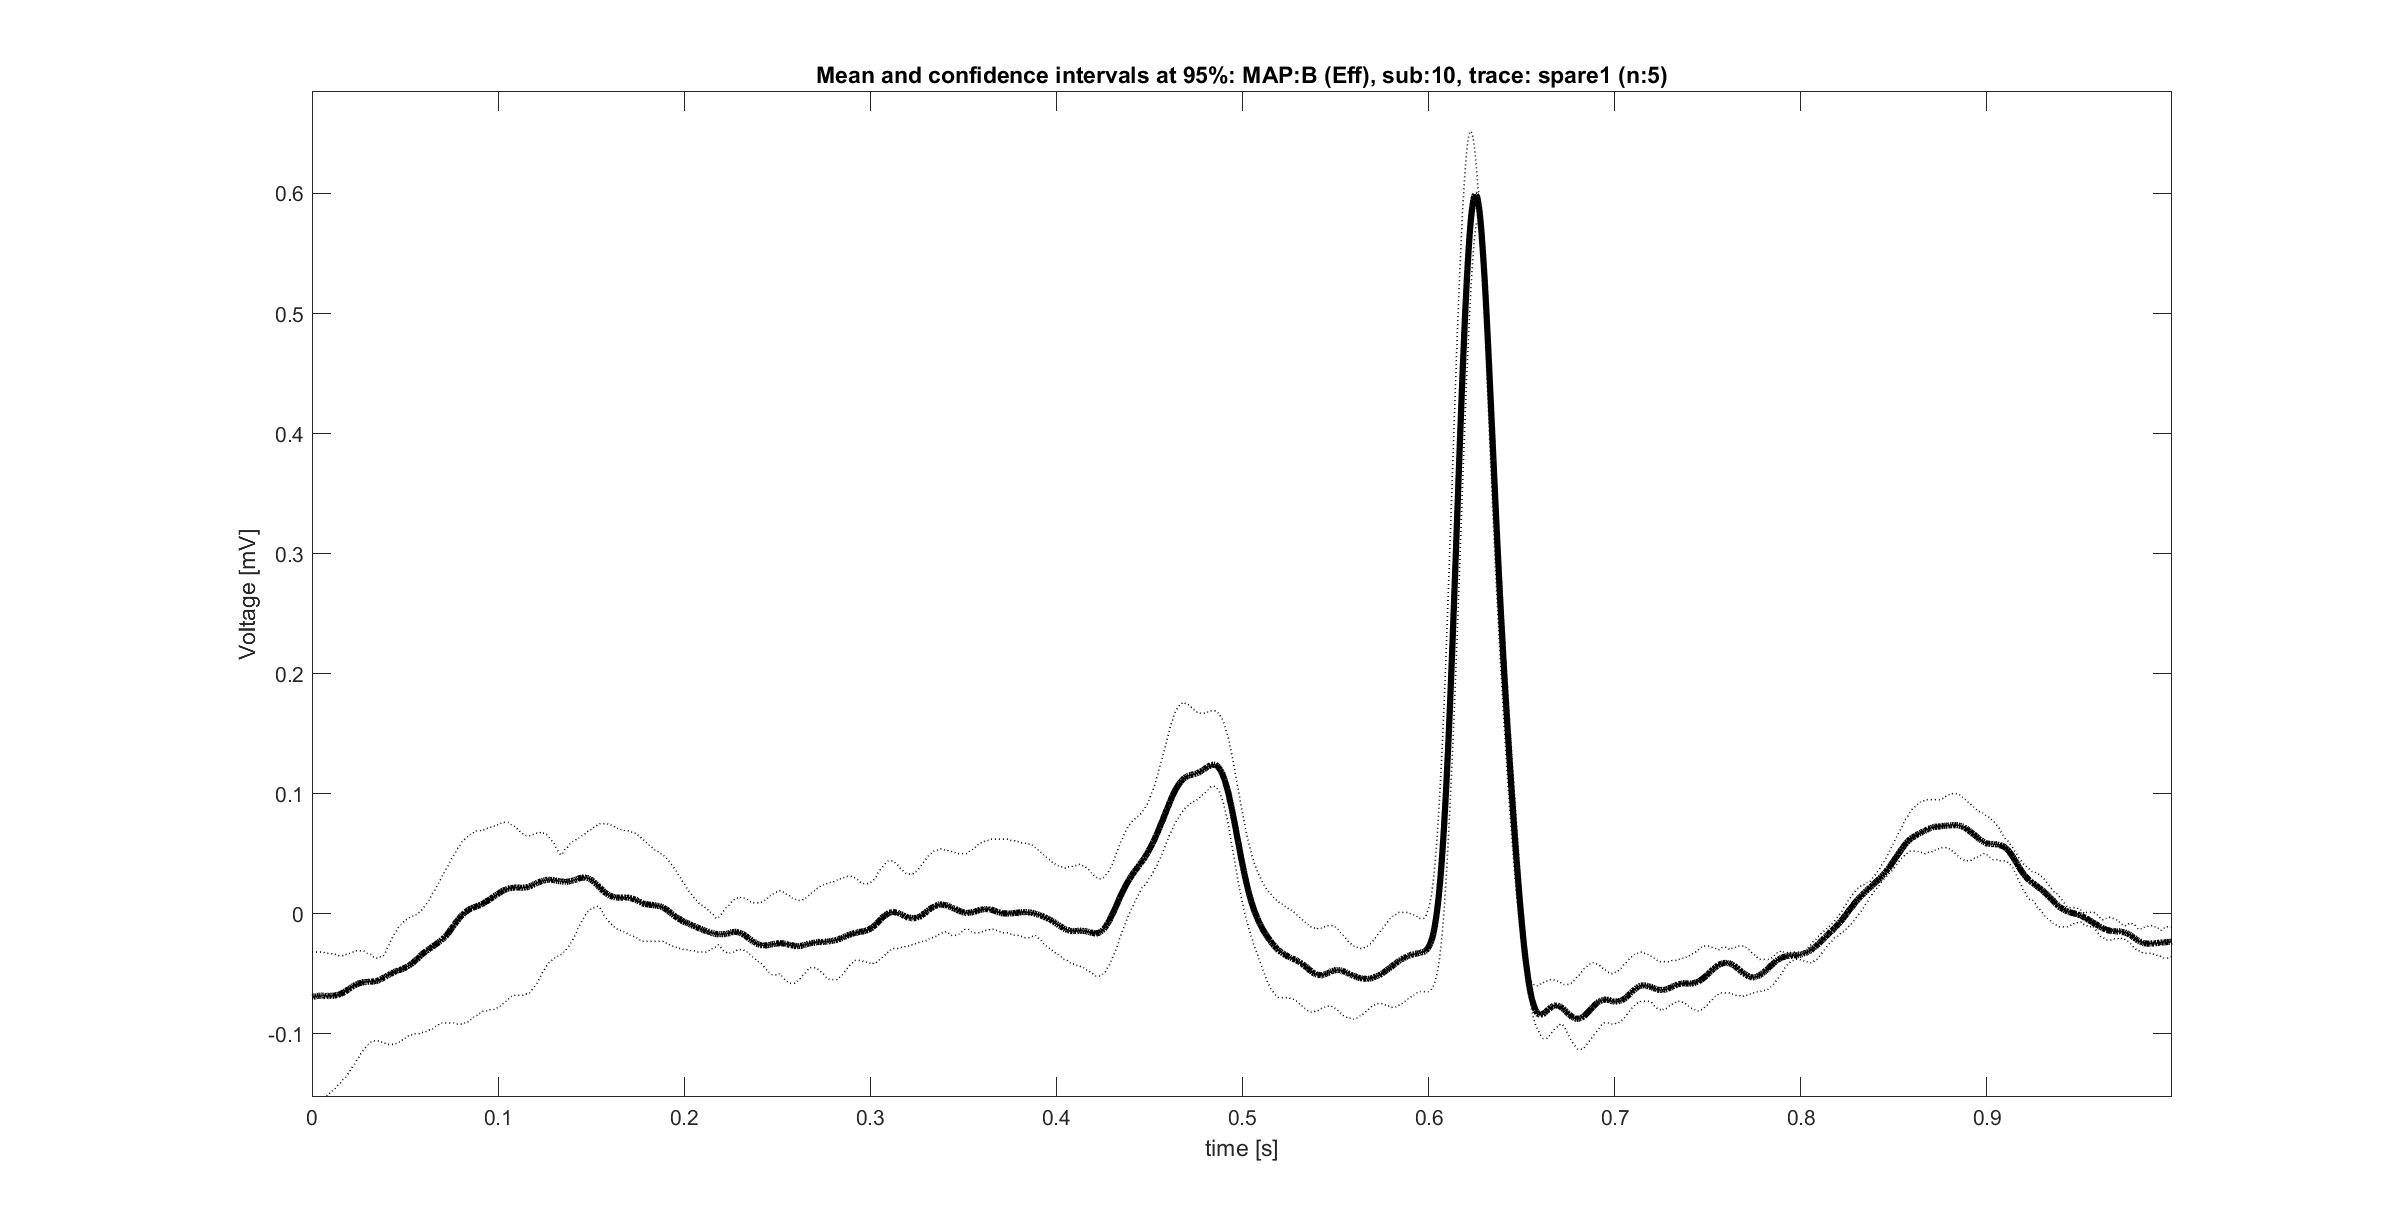 Mean and confidence intervals at 95%: MAP:B (Eff), sub:10, trace: spare1 (n:5)
0.6
0.5
0.4
0.3
0.2
0.1
0
-0.1
Voltage [mV]
0 0.1 0.2 0.3 0.4 0.5 0.6 0.7 0.8 0.9
time [s]